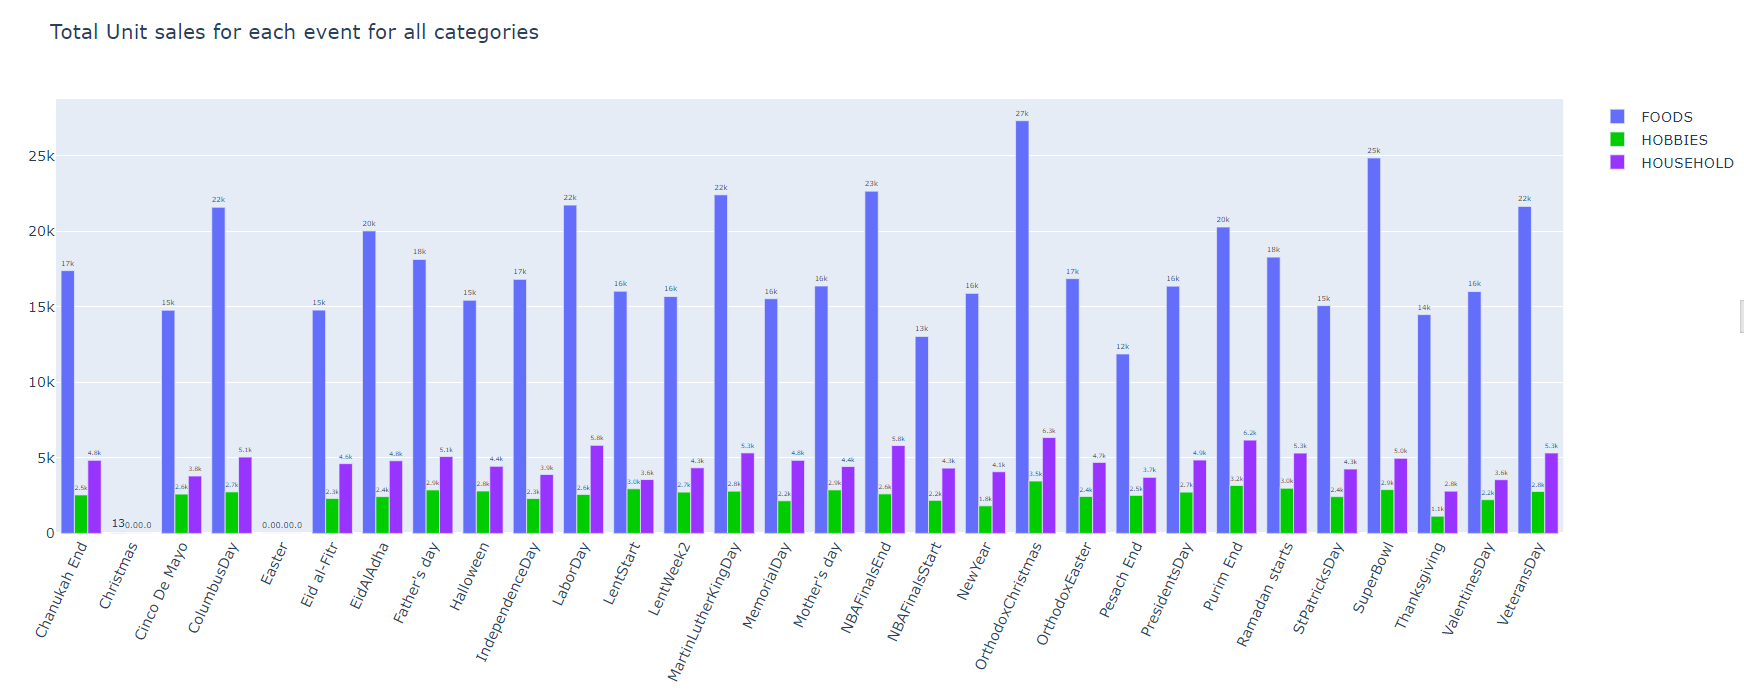 Total Unit sales for each event for all categories
FOODS
HOBBIES
HOUSEHOLD
25k
20k
15k
10k
5k
0
17k 2.5k 4.8k
13 0.0 0.0
15k 2.6k 3.8k
22k 2.7k 5.1k
0.0 0.0 0.0
15k 2.3k 4.6k
20k 2.4k 4.8k
18k 2.9k 5.1k
15k 2.8k 4.4k
17k 2.3k 3.9k
22k 2.6k 5.8k
16k 3.0k 3.6k
16k 2.7k 4.3k
22k 2.8k 5.3k
16k 2.2k 4.8k
16k 2.9k 4.4k
23k 2.6k 5.8k
13k 2.2k 4.3k
16k 1.8k 4.1k
27k 3.5k 6.3k
17k 2.4k 4.7k
12k 2.5k 3.7k
16k 2.7k 4.9k
20k 3.2k 6.2k
18k 3.0k 5.3k
15k 2.4k 4.3k
25k 2.9k 5.0k
14k 1.1k 2.8k
16k 2.2k 3.6k
22k 2.8k 5.3k
Chanukah End
Christmas
Cinco De Mayo
ColumbusDay
Easter
Eid al-Fitr
EidAlAdha
Father's day
Halloween
IndependenceDay
LaborDay
LentStart
LentWeek2
MartinLutherKingDay
MemorialDay
Mother's day
NBAFinalsEnd
NBAFinalsStart
NewYear
OrthodoxChristmas
OrthodoxEaster
Pesach End
PresidentsDay
Purim End
Ramadan starts
StPatricksDay
SuperBowl
Thanksgiving
ValentinesDay
VeteransDay